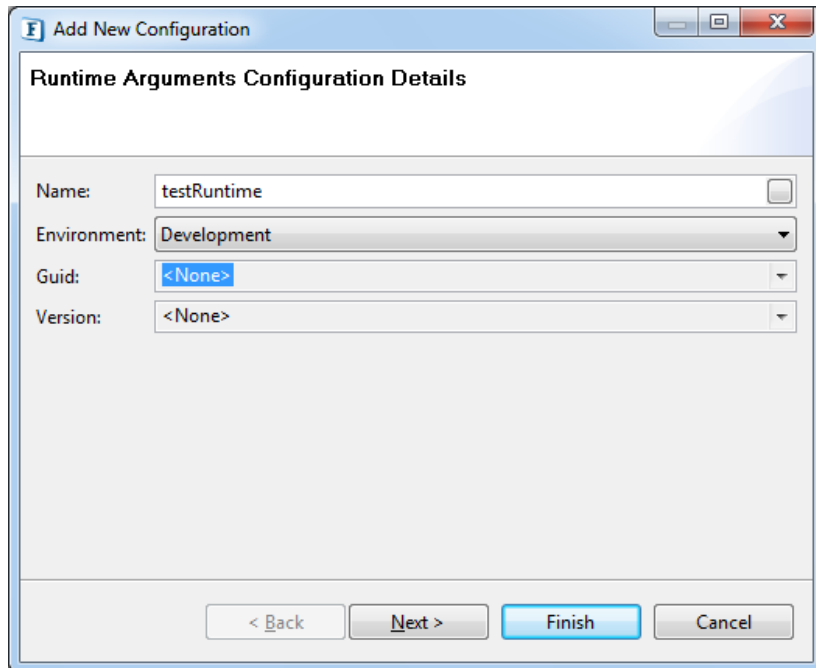 F Add New Configuration
Runtime Arguments Configuration Details
Name: testRuntime
Environment: Development
Guid: <None>
Version: <None>
< Back Next > Finish Cancel